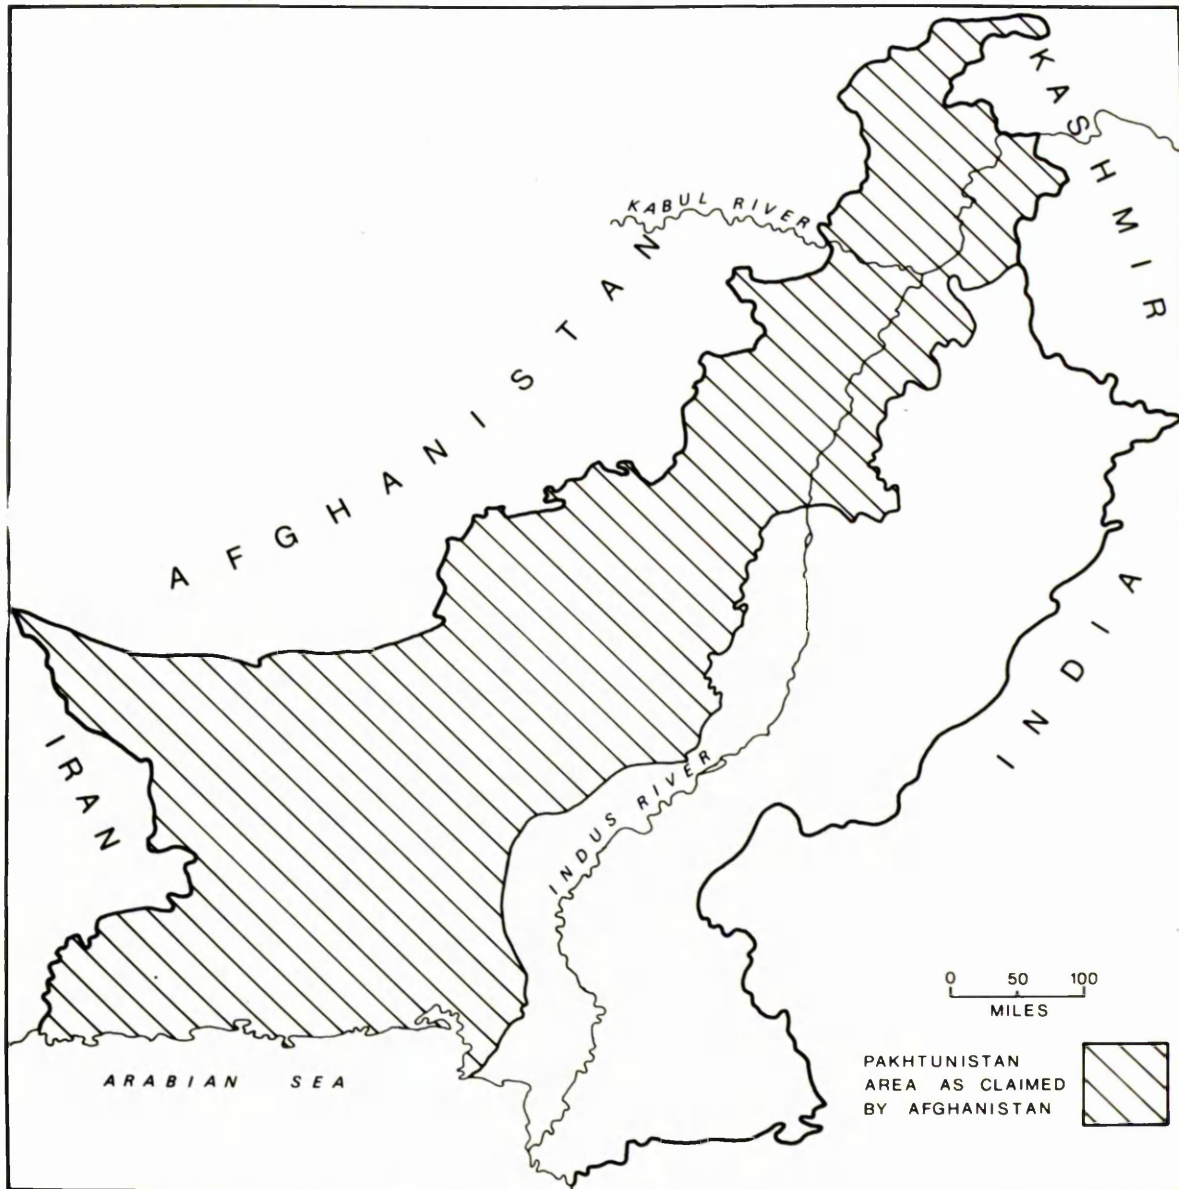 KASHMIR
KABUL RIVER
AFGHANISTAN
IRAN
INDUS RIVER
INDIA
0 50 100
MILES
ARABIAN SEA
PAKHTUNISTAN
AREA AS CLAIMED
BY AFGHANISTAN